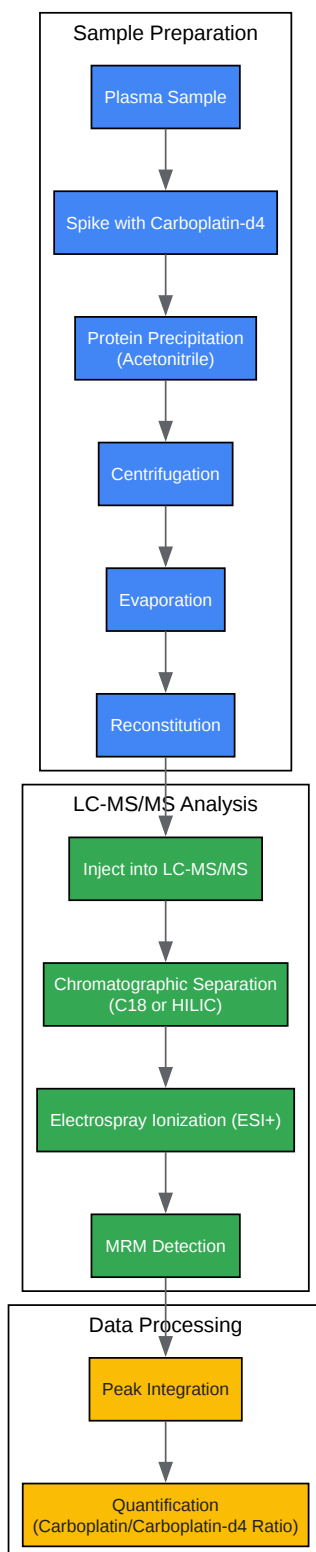 Sample Preparation
Plasma Sample
Spike with Carboplatin-d4
Protein Precipitation
(Acetonitrile)
Centrifugation
Evaporation
Reconstitution
LC-MS/MS Analysis
Inject into LC-MS/MS
Chromatographic Separation
(C18 or HILIC)
Electrospray Ionization (ESI+)
MRM Detection
Data Processing
Peak Integration
Quantification
(Carboplatin/Carboplatin-d4 Ratio)